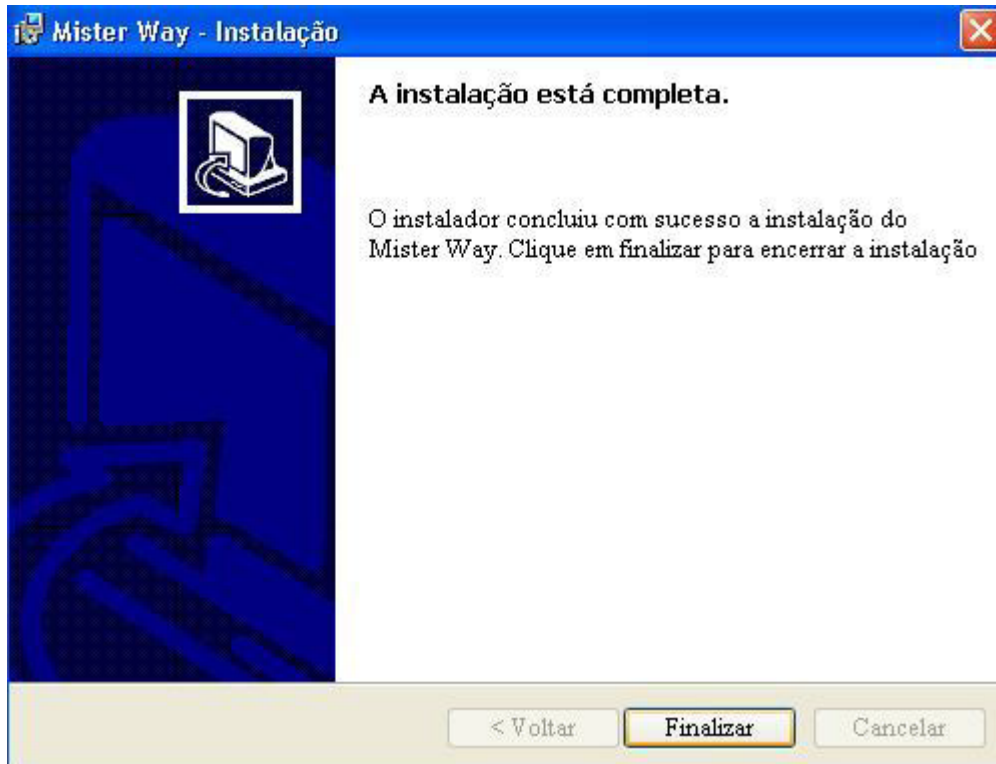 Mister Way - Instalação
A instalação está completa.
O instalador concluiu com sucesso a instalação do
Mister Way. Clique em finalizar para encerrar a instalação
< Voltar
Finalizar
Cancelar